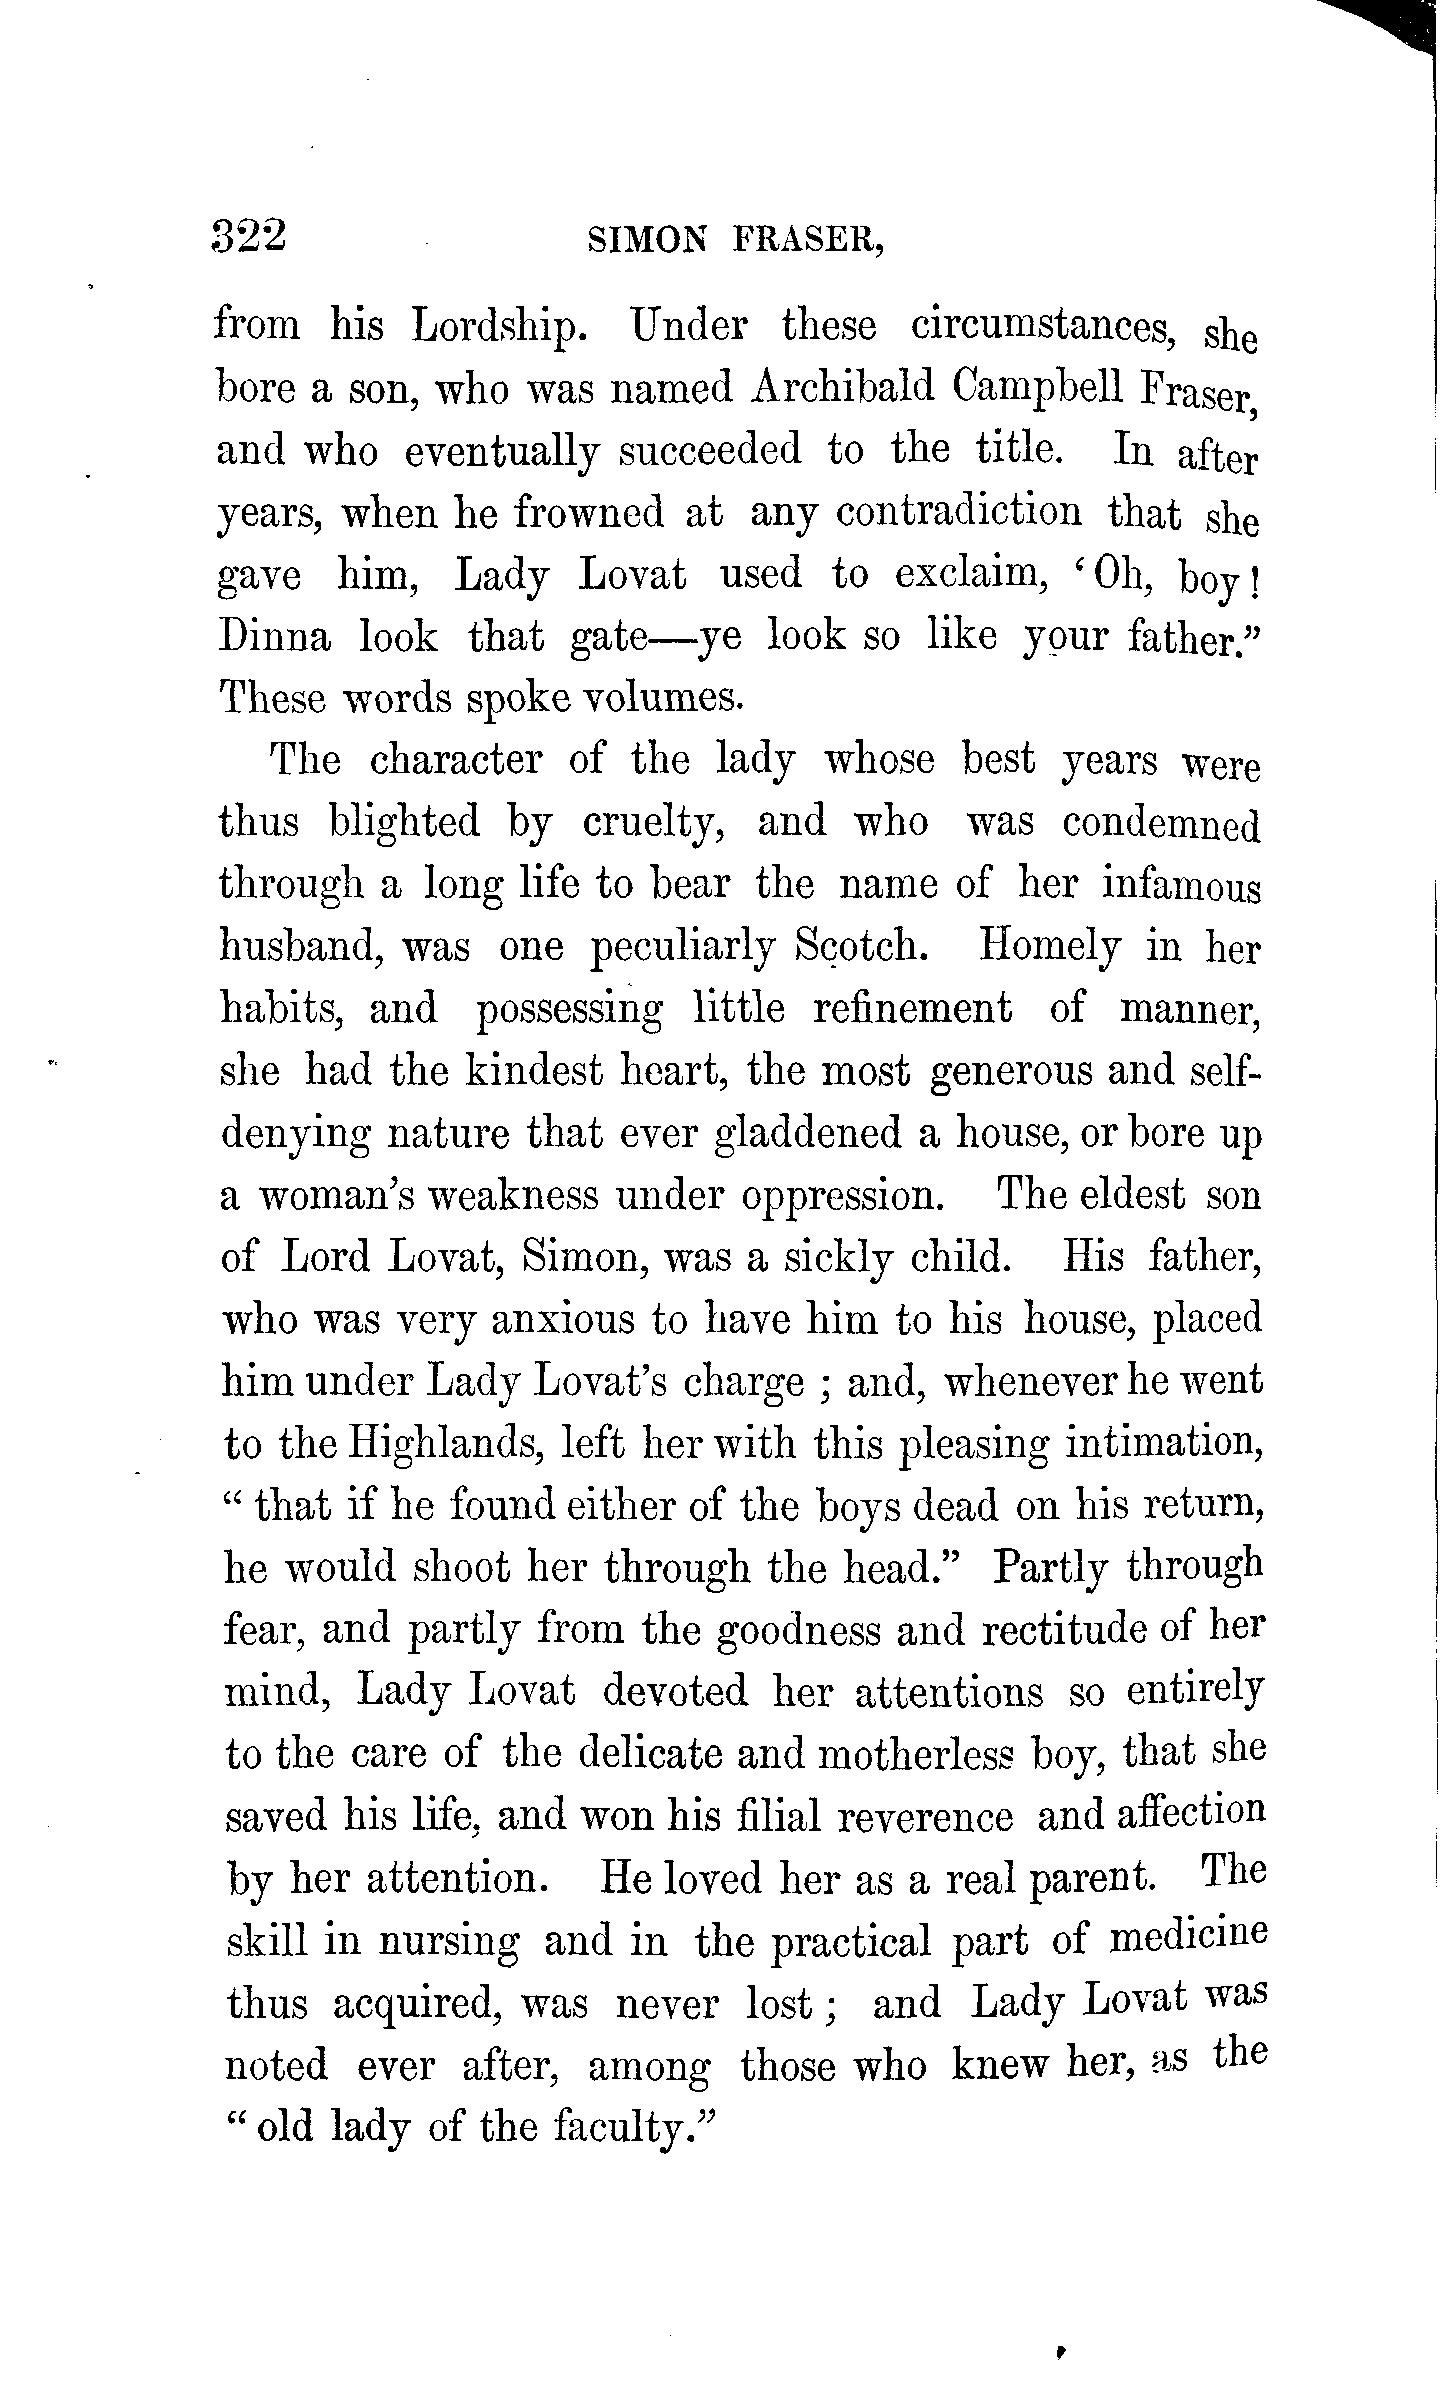 322 SIMON FRASER,
from his Lordship. Under these circumstances, she
bore a son, who was named Archibald Campbell Fraser,
and who eventually succeeded to the title. In after
years, when he frowned at any contradiction that she
gave him, Lady Lovat used to exclaim, ‘Oh, boy!
Dinna look that gate—ye look so like your father.”
These words spoke volumes.
The character of the lady whose best years were
thus blighted by cruelty, and who was condemned
through a long life to bear the name of her infamous
husband, was one peculiarly Scotch. Homely in her
habits, and possessing little refinement of manner,
she had the kindest heart, the most generous and self-
denying nature that ever gladdened a house, or bore up
a woman’s weakness under oppression. The eldest son
of Lord Lovat, Simon, was a sickly child. His father,
who was very anxious to have him to his house, placed
him under Lady Lovat’s charge ; and, whenever he went
to the Highlands, left her with this pleasing intimation,
“ that if he found either of the boys dead on his return,
he would shoot her through the head.” Partly through
fear, and partly from the goodness and rectitude of her
mind, Lady Lovat devoted her attentions so entirely
to the care of the delicate and motherless boy, that she
saved his life, and won his filial reverence and affection
by her attention. He loved her as a real parent. The
skill in nursing and in the practical part of medicine
thus acquired, was never lost ; and Lady Lovat was
noted ever after, among those who knew her, as the
“ old lady of the faculty.”